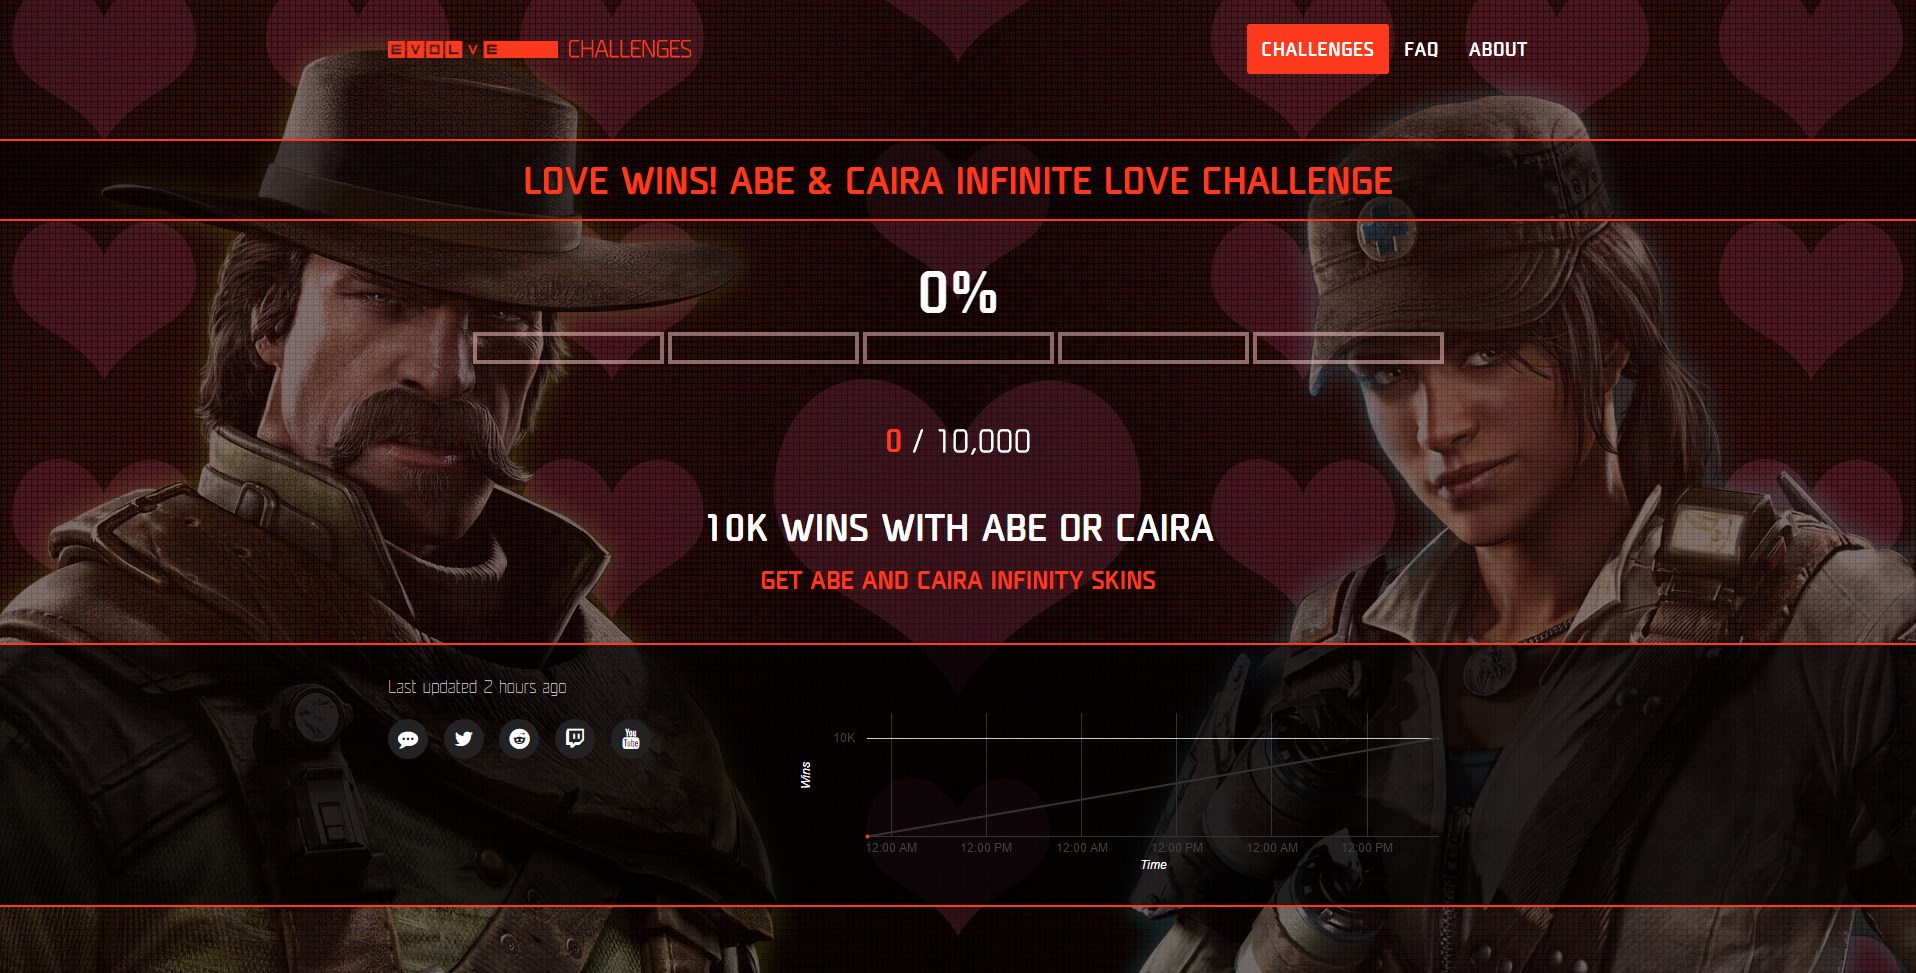 EVOLVE CHALLENGES
CHALLENGES FAQ ABOUT
LOVE WINS! ABE & CAIRA INFINITE LOVE CHALLENGE
0%
0 / 10,000
10K WINS WITH ABE OR CAIRA
GET ABE AND CAIRA INFINITY SKINS
Last updated 2 hours ago
You
Tube
10K
Wins
12:00 AM 12:00 PM 12:00 AM 12:00 PM 12:00 AM 12:00 PM
Time